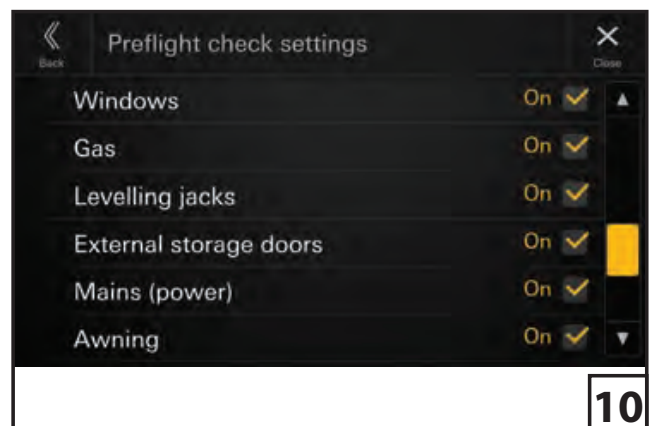 Preflight check settings
Back
Close
Windows On
Gas On
Levelling jacks On
External storage doors On
Mains (power) On
Awning On
10